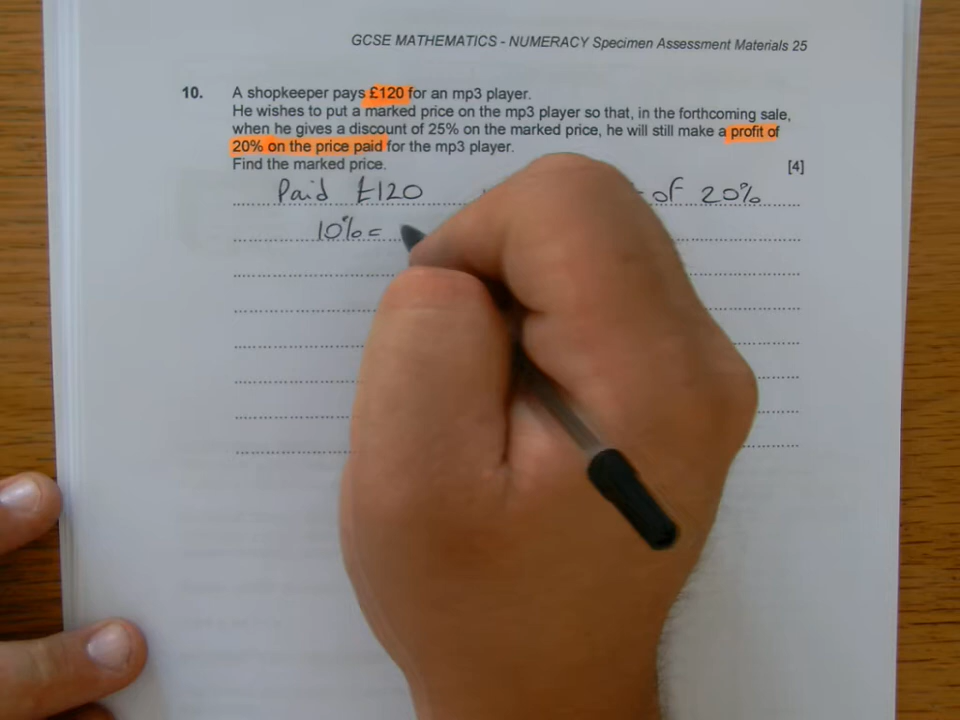 GCSE MATHEMATICS - NUMERACY Specimen Assessment Materials 25
10. A shopkeeper pays £120 for an mp3 player.
He wishes to put a marked price on the mp3 player so that, in the forthcoming sale,
when he gives a discount of 25% on the marked price, he will still make a profit of
20% on the price paid for the mp3 player.
Find the marked price. [4]
Paid £120 of 20%
10% =